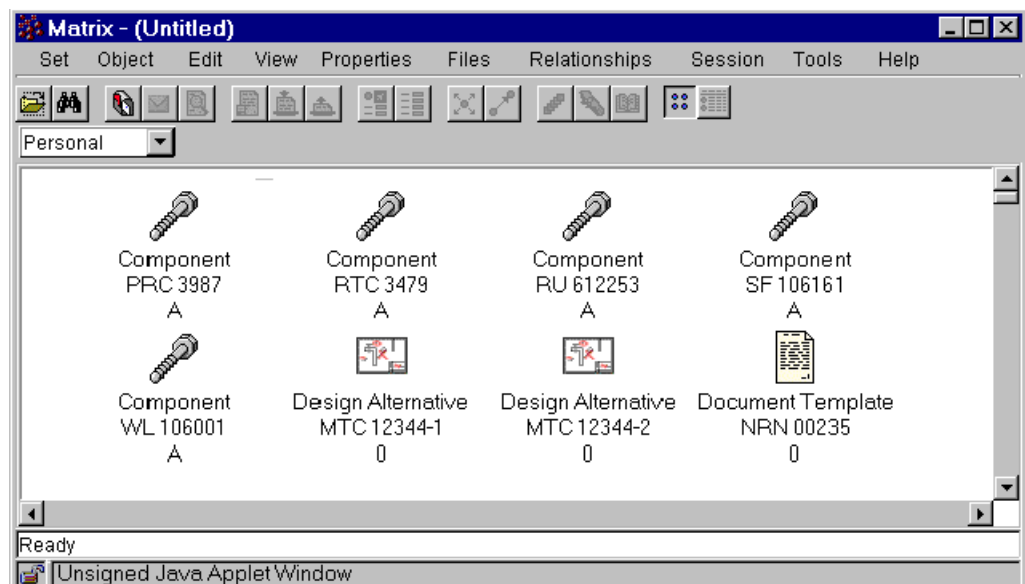 Matrix - (Untitled)
Set Object Edit View Properties Files Relationships Session Tools Help
Personal
Component Component Component Component
PRC 3987 RTC 3479 RU 612253 SF 106161
A A A A
Component Design Alternative Design Alternative Document Template
WL 106001 MTC 12344-1 MTC 12344-2 NRN 00235
A 0 0 0
Ready
Unsigned Java Applet Window